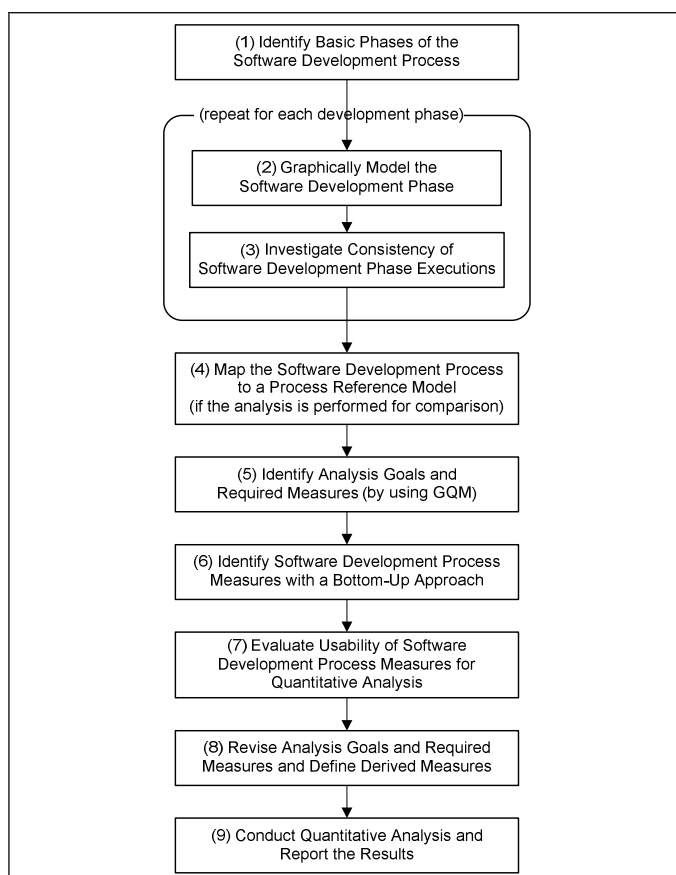 (1) Identify Basic Phases of the
Software Development Process
(repeat for each development phase)
(2) Graphically Model the
Software Development Phase
(3) Investigate Consistency of
Software Development Phase Executions
(4) Map the Software Development Process
to a Process Reference Model
(if the analysis is performed for comparison)
(5) Identify Analysis Goals and
Required Measures (by using GQM)
(6) Identify Software Development Process
Measures with a Bottom-Up Approach
(7) Evaluate Usability of Software
Development Process Measures for
Quantitative Analysis
(8) Revise Analysis Goals and Required
Measures and Define Derived Measures
(9) Conduct Quantitative Analysis and
Report the Results